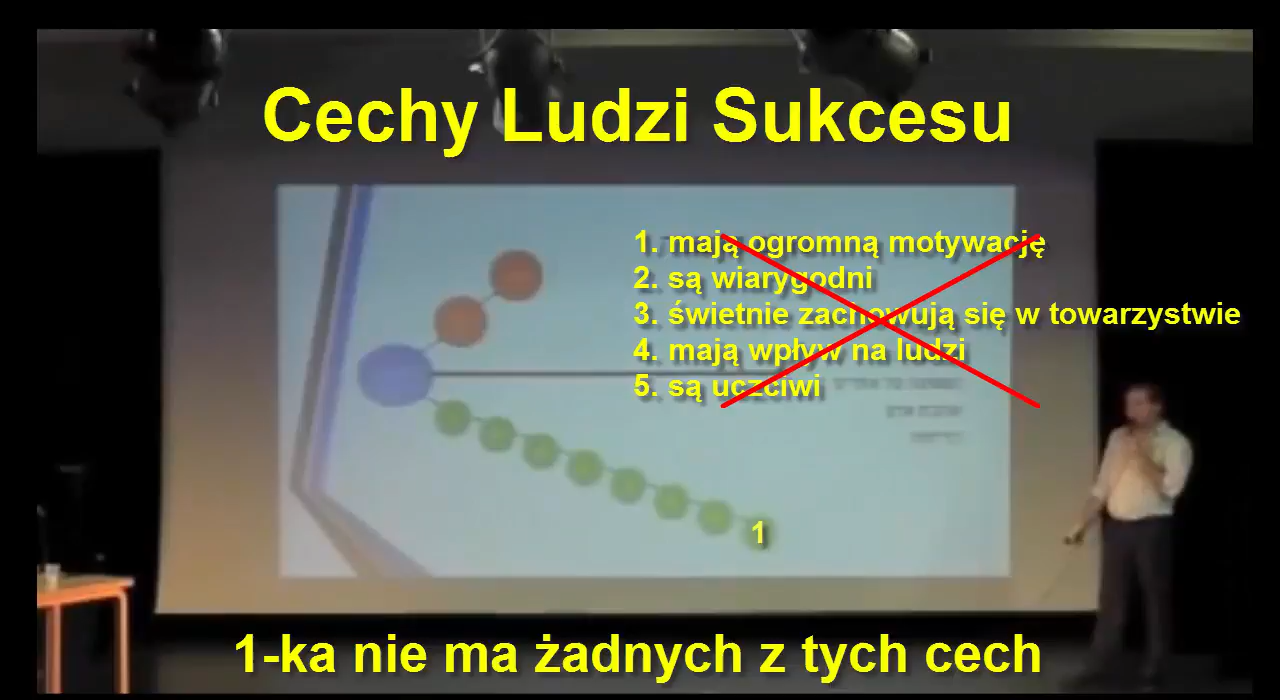 Cechy Ludzi Sukcesu
1. mają ogromną motywację
2. są wiarygodni
3. świetnie zachowują się w towarzystwie
4. mają wpływ na ludzi
5. są uczciwi
1
1-ka nie ma żadnych z tych cech